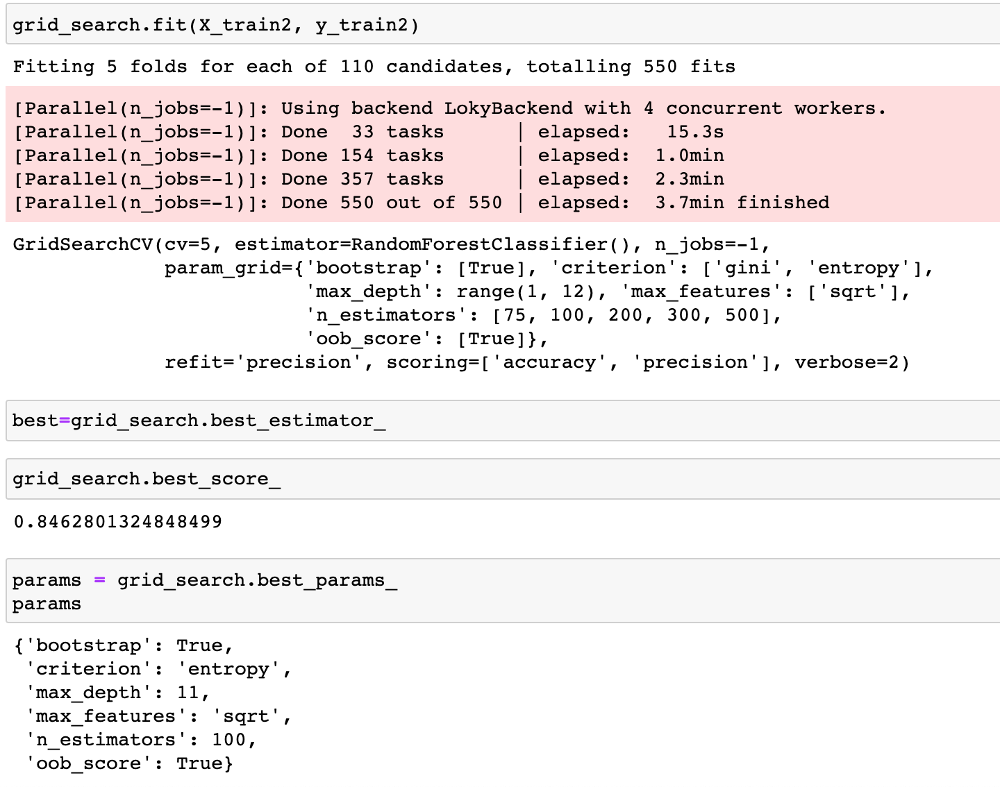 grid_search.fit(X_train2, y_train2)
Fitting 5 folds for each of 110 candidates, totalling 550 fits
[Parallel(n_jobs=-1)]: Using backend LokyBackend with 4 concurrent workers.
[Parallel(n_jobs=-1)]: Done  33 tasks      | elapsed:   15.3s
[Parallel(n_jobs=-1)]: Done 154 tasks      | elapsed:  1.0min
[Parallel(n_jobs=-1)]: Done 357 tasks      | elapsed:  2.3min
[Parallel(n_jobs=-1)]: Done 550 out of 550 | elapsed:  3.7min finished
GridSearchCV(cv=5, estimator=RandomForestClassifier(), n_jobs=-1,
             param_grid={'bootstrap': [True], 'criterion': ['gini', 'entropy'],
                         'max_depth': range(1, 12), 'max_features': ['sqrt'],
                         'n_estimators': [75, 100, 200, 300, 500],
                         'oob_score': [True]},
             refit='precision', scoring=['accuracy', 'precision'], verbose=2)
best=grid_search.best_estimator_
grid_search.best_score_
0.8462801324848499
params = grid_search.best_params_
params
{'bootstrap': True,
 'criterion': 'entropy',
 'max_depth': 11,
 'max_features': 'sqrt',
 'n_estimators': 100,
 'oob_score': True}